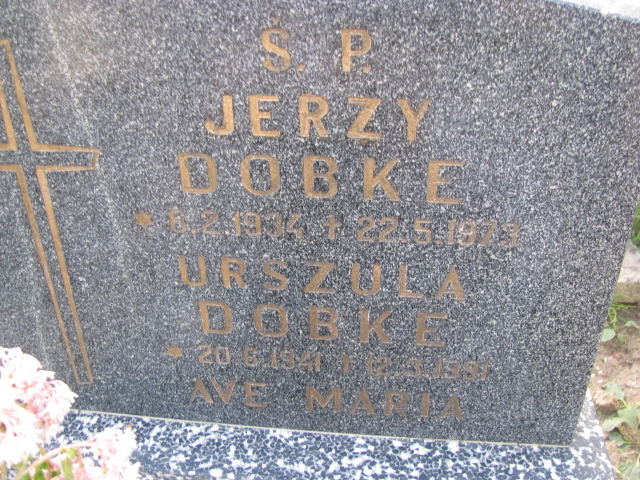 Ś. P.
JERZY
DOBKE
* 6.2.1934 † 22.5.1973
URSZULA
DOBKE
* 20.6.1941 † 12.3.1991
AVE MARIA